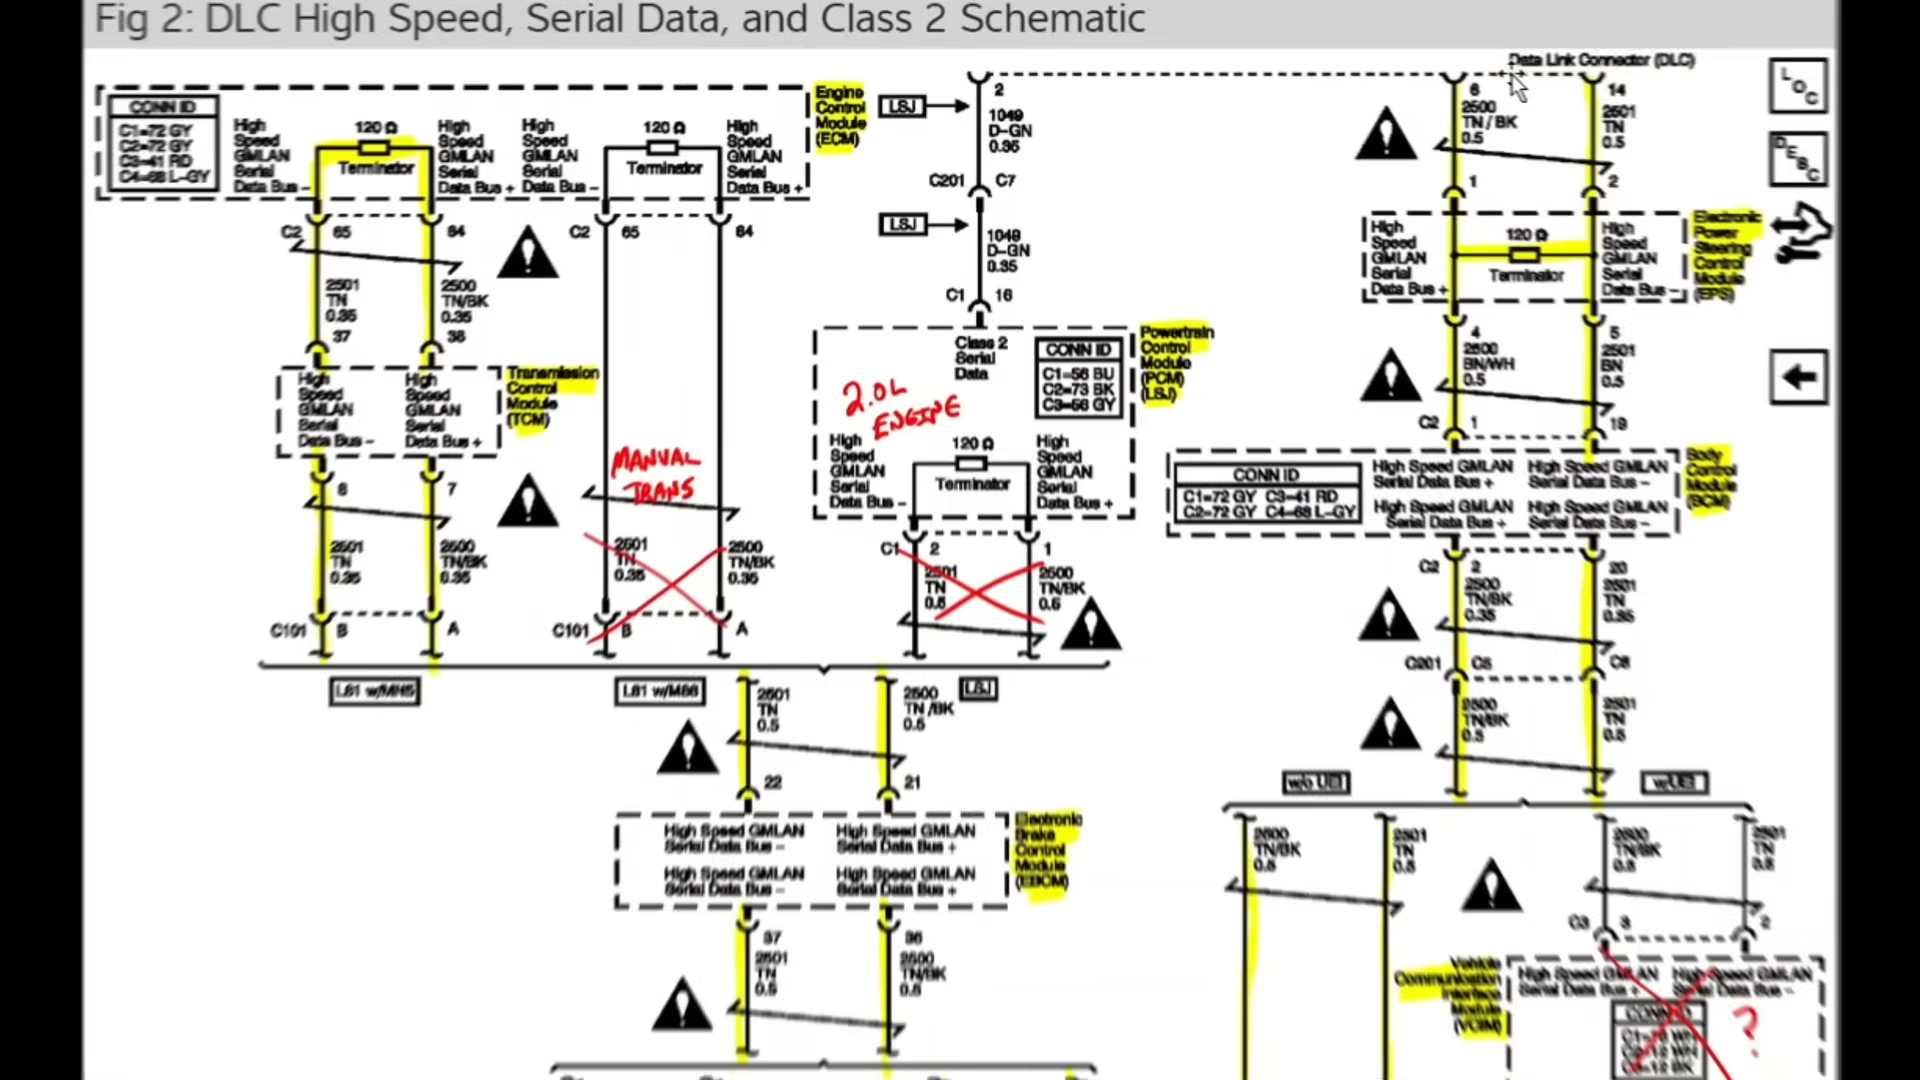 Fig 2: DLC High Speed, Serial Data, and Class 2 Schematic
CONN ID
C1=72 GY
C2=72 GY
C3=41 RD
C4=68 L-GY
High
Speed
GMLAN
Serial
Data Bus -
120 Ω
Terminator
High
Speed
GMLAN
Serial
Data Bus +
High
Speed
GMLAN
Serial
Data Bus -
120 Ω
Terminator
High
Speed
GMLAN
Serial
Data Bus +
Engine
Control
Module
(ECM)
C2
65
64
C2
65
64
2501
TN
0.35
37
2500
TN/BK
0.35
38
High
Speed
GMLAN
Serial
Data Bus -
High
Speed
GMLAN
Serial
Data Bus +
Transmission
Control
Module
(TCM)
6
7
2501
TN
0.35
2500
TN/BK
0.35
C101
B
A
MANUAL
TRANS
2501
TN
0.35
2500
TN/BK
0.35
C101
B
A
LSJ
2
1049
D-GN
0.35
C201
C7
LSJ
1049
D-GN
0.35
C1
16
Class 2
Serial
Data
CONN ID
C1=56 BU
C2=73 BK
C3=56 GY
Powertrain
Control
Module
(PCM)
(LSJ)
2.0L
ENGINE
High
Speed
GMLAN
Serial
Data Bus -
120 Ω
Terminator
High
Speed
GMLAN
Serial
Data Bus +
C1
2
1
2501
TN
0.5
2500
TN/BK
0.5
L61 w/MN5
L61 w/M86
LSJ
2501
TN
0.5
2500
TN/BK
0.5
22
21
High Speed GMLAN
Serial Data Bus -
High Speed GMLAN
Serial Data Bus +
High Speed GMLAN
Serial Data Bus -
High Speed GMLAN
Serial Data Bus +
Electronic
Brake
Control
Module
(EBCM)
37
36
2501
TN
0.5
2500
TN/BK
0.5
Data Link Connector (DLC)
6
2500
TN/BK
0.5
14
2501
TN
0.5
1
2
High
Speed
GMLAN
Serial
Data Bus +
120 Ω
Terminator
High
Speed
GMLAN
Serial
Data Bus -
Electronic
Power
Steering
Control
Module
(EPS)
4
2500
BN/WH
0.5
5
2501
BN
0.5
C2
1
19
CONN ID
C1=72 GY C3=41 RD
C2=72 GY C4=68 L-GY
High Speed GMLAN
Serial Data Bus +
High Speed GMLAN
Serial Data Bus -
High Speed GMLAN
Serial Data Bus +
High Speed GMLAN
Serial Data Bus -
Body
Control
Module
(BCM)
C2
2
20
2500
TN/BK
0.35
2501
TN
0.35
C201
C5
C8
2500
TN/BK
0.5
2501
TN
0.5
w/o UE1
w/UE1
2500
TN/BK
0.5
2501
TN
0.5
2500
TN/BK
0.5
2501
TN
0.5
C3
3
2
Vehicle
Communication
Interface
Module
(VCIM)
High Speed GMLAN
Serial Data Bus +
High Speed GMLAN
Serial Data Bus -
CONN ID
?
LOC
DESC